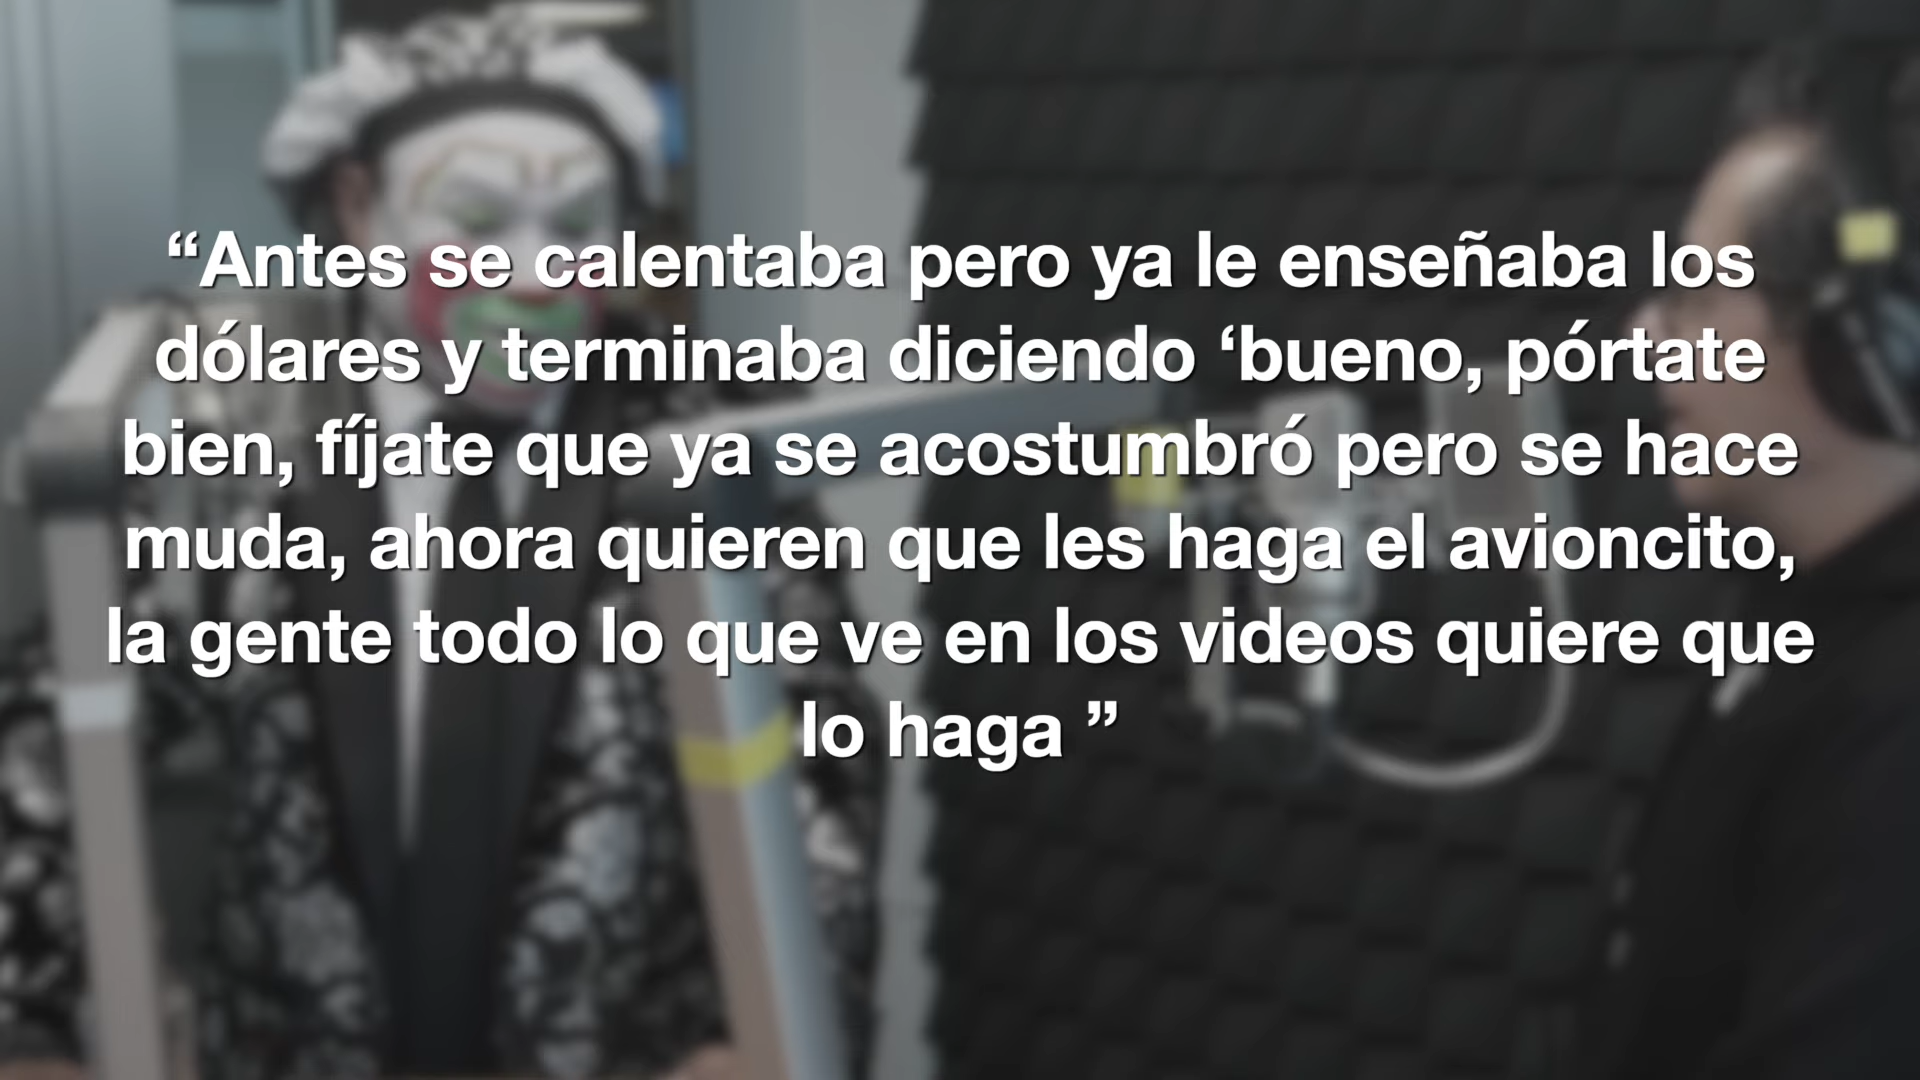 “Antes se calentaba pero ya le enseñaba los
dólares y terminaba diciendo ‘bueno, pórtate
bien, fíjate que ya se acostumbró pero se hace
muda, ahora quieren que les haga el avioncito,
la gente todo lo que ve en los videos quiere que
lo haga ”